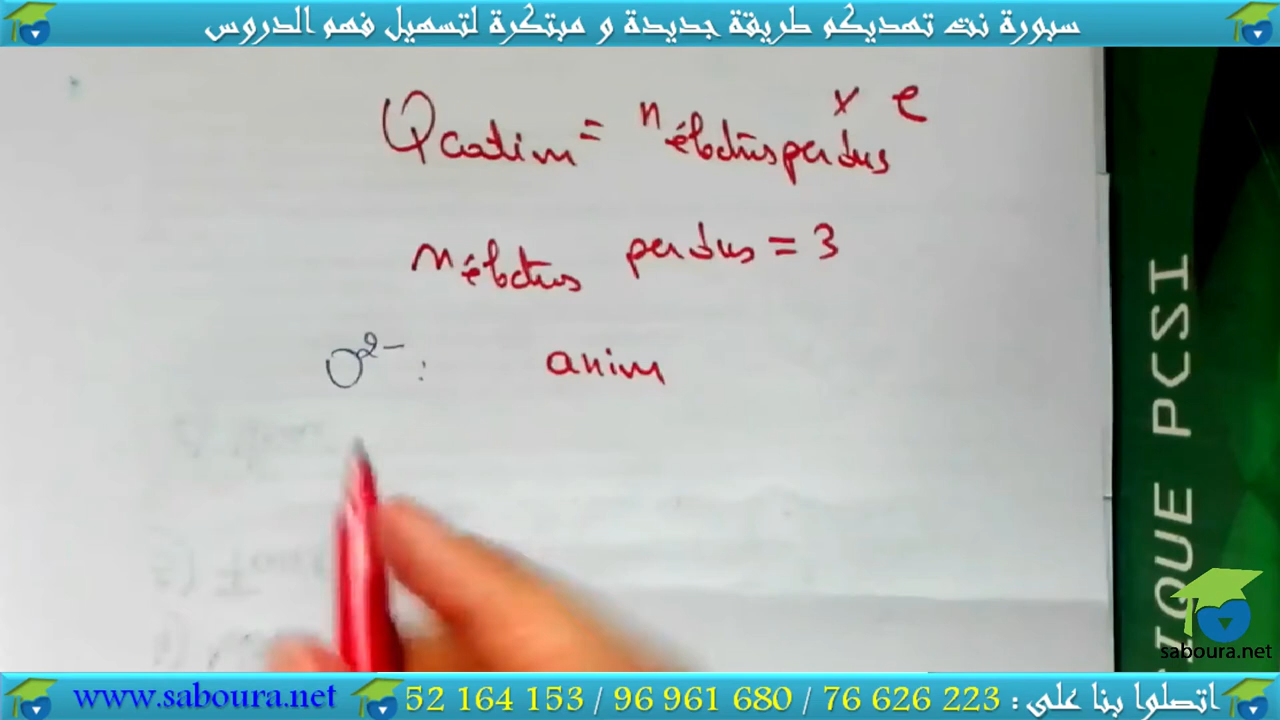 سبورة نت تهديكم طريقة جديدة و مبتكرة لتسهيل فهم الدروس
Qcation = n électrons perdus × e
n électrons perdus = 3
O²⁻ : anion
IQUE PCSI
saboura.net
www.saboura.net 52 164 153 / 96 961 680 / 76 626 223 : اتصلوا بنا على